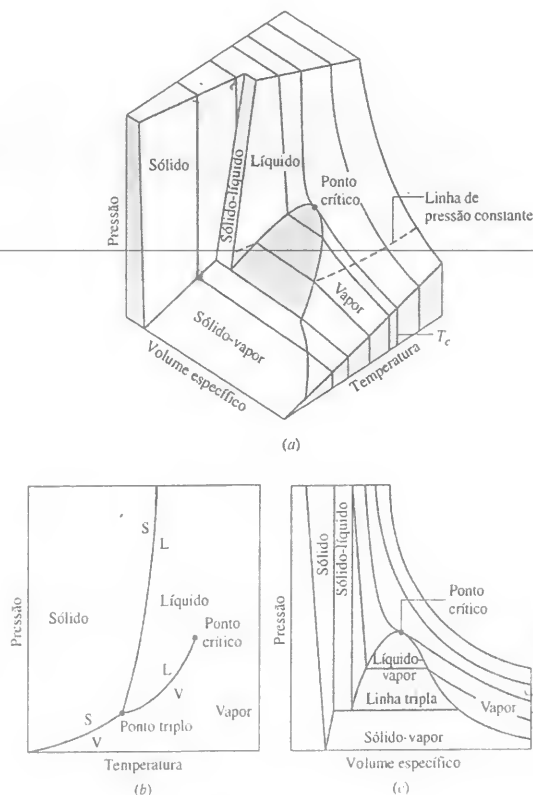 Sólido
Líquido
Sólido-líquido
Ponto
crítico
Linha de
pressão constante
Pressão
Vapor
Sólido-vapor
T_c
Temperatura
Volume específico
(a)
Pressão
S
L
Sólido
Líquido
Ponto
crítico
L
V
S
V
Ponto triplo
Vapor
Temperatura
(b)
Pressão
Sólido
Sólido-líquido
Ponto
crítico
Líquido-
vapor
Linha tripla
Vapor
Sólido-vapor
Volume específico
(c)